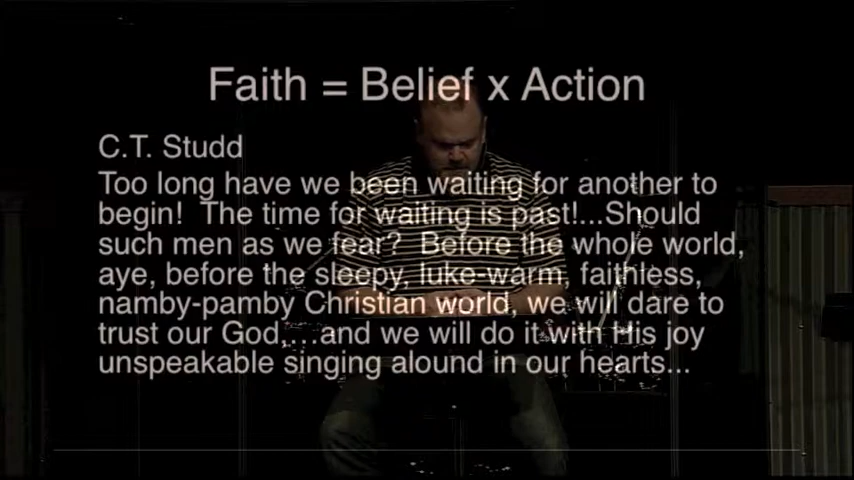 Faith = Belief x Action
C.T. Studd
Too long have we been waiting for another to
begin!  The time for waiting is past!...Should
such men as we fear?  Before the whole world,
aye, before the sleepy, luke-warm, faithless,
namby-pamby Christian world, we will dare to
trust our God,...and we will do it with His joy
unspeakable singing alound in our hearts...